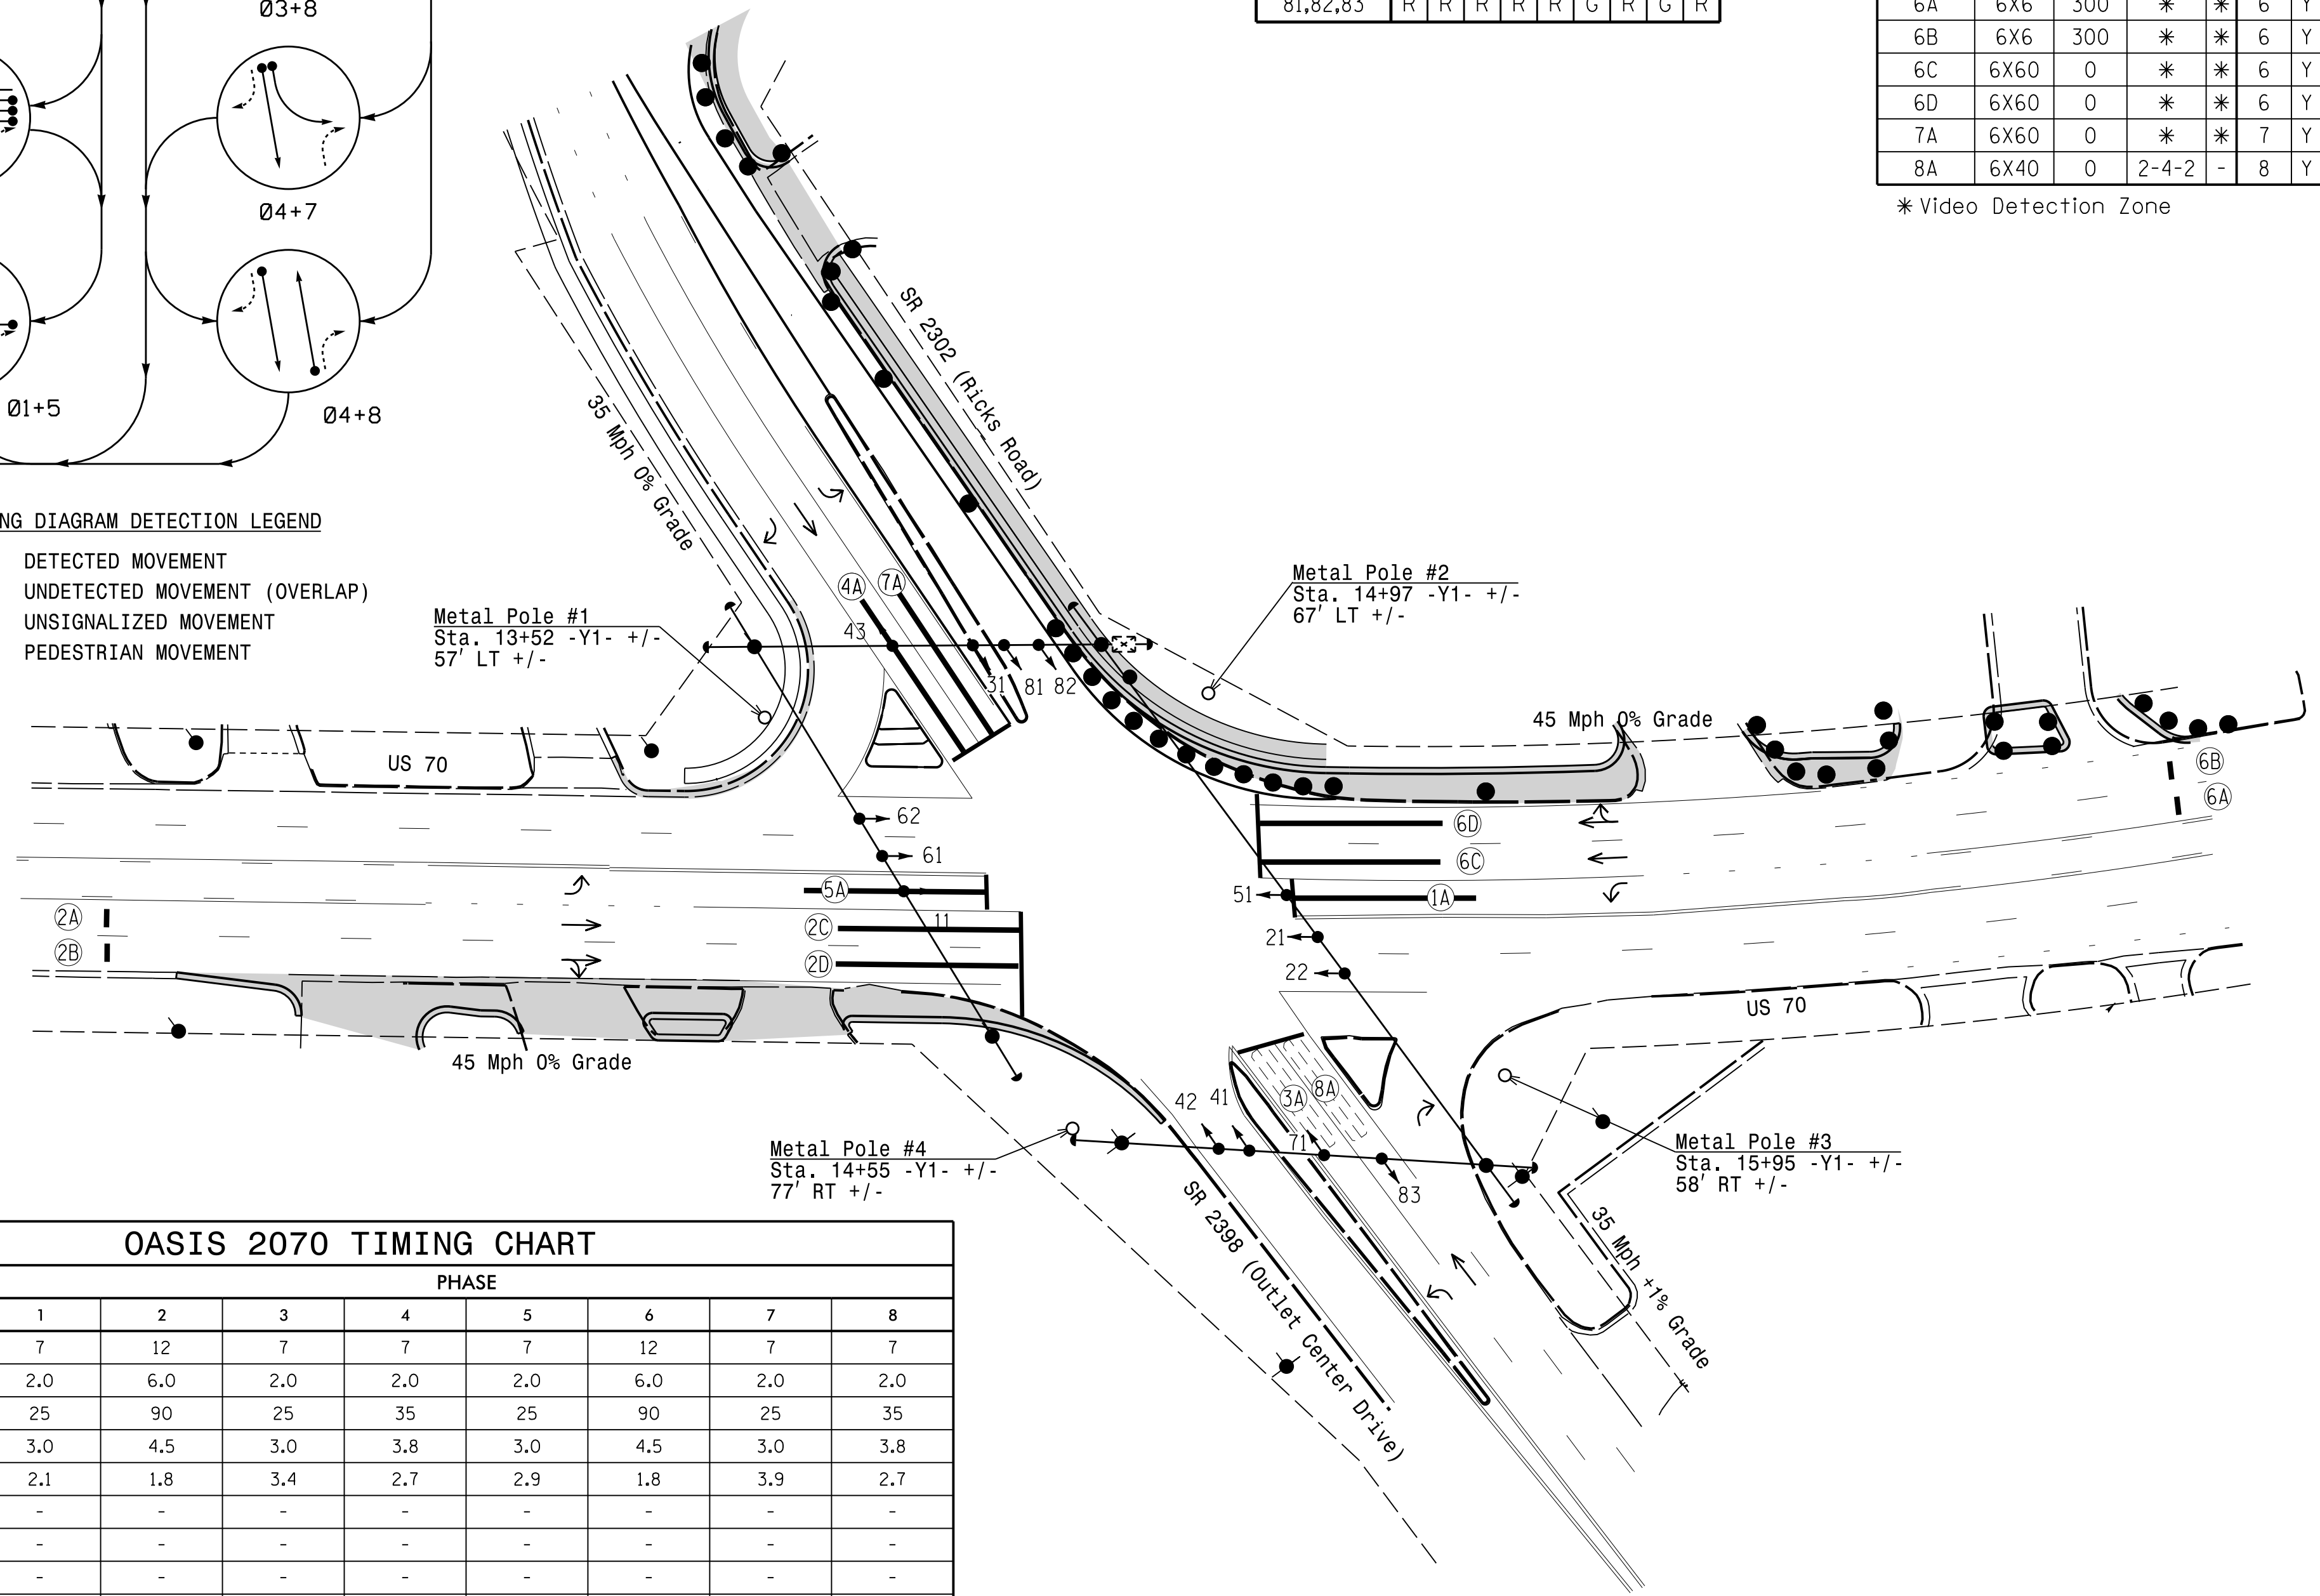 81,82,83 R R R R R G R G R
6A 6X6 300 * * 6 Y
6B 6X6 300 * * 6 Y
6C 6X60 0 * * 6 Y
6D 6X60 0 * * 6 Y
7A 6X60 0 * * 7 Y
8A 6X40 0 2-4-2 - 8 Y
* Video Detection Zone
Ø3+8
Ø4+7
Ø1+5
Ø4+8
NG DIAGRAM DETECTION LEGEND
DETECTED MOVEMENT
UNDETECTED MOVEMENT (OVERLAP)
UNSIGNALIZED MOVEMENT
PEDESTRIAN MOVEMENT
SR 2302 (Ricks Road)
35 Mph 0% Grade
Metal Pole #1
Sta. 13+52 -Y1- +/-
57' LT +/-
Metal Pole #2
Sta. 14+97 -Y1- +/-
67' LT +/-
4A
7A
43
31
81
82
45 Mph 0% Grade
US 70
6B
6A
62
61
6D
6C
5A
51
1A
2A
2B
2C
11
2D
21
22
US 70
45 Mph 0% Grade
42
41
3A
8A
71
83
Metal Pole #4
Sta. 14+55 -Y1- +/-
77' RT +/-
Metal Pole #3
Sta. 15+95 -Y1- +/-
58' RT +/-
SR 2398 (Outlet Center Drive)
35 Mph +1% Grade
OASIS 2070 TIMING CHART
PHASE
1 2 3 4 5 6 7 8
7 12 7 7 7 12 7 7
2.0 6.0 2.0 2.0 2.0 6.0 2.0 2.0
25 90 25 35 25 90 25 35
3.0 4.5 3.0 3.8 3.0 4.5 3.0 3.8
2.1 1.8 3.4 2.7 2.9 1.8 3.9 2.7
- - - - - - - -
- - - - - - - -
- - - - - - - -